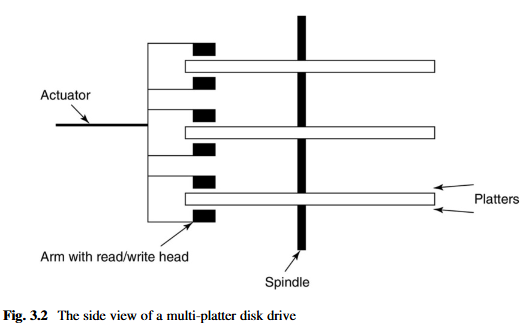 Actuator
Platters
Arm with read/write head
Spindle
Fig. 3.2 The side view of a multi-platter disk drive